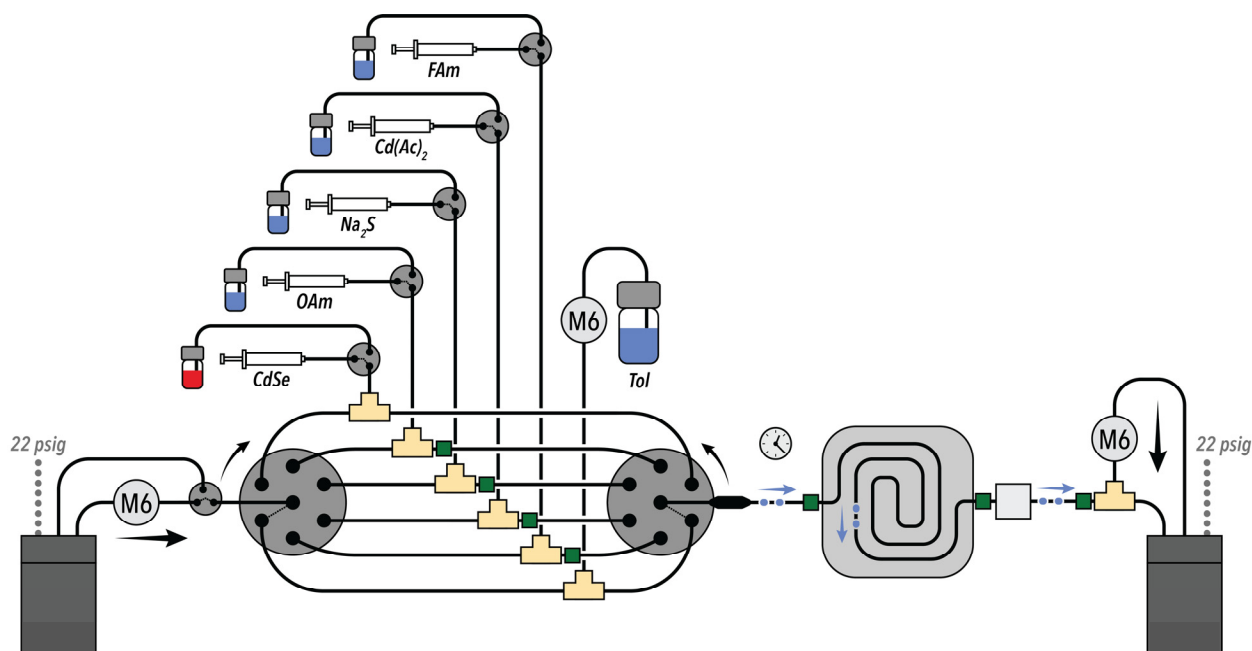 FAm
Cd(Ac)₂
Na₂S
OAm
CdSe
M6
Tol
22 psig
M6
M6
22 psig